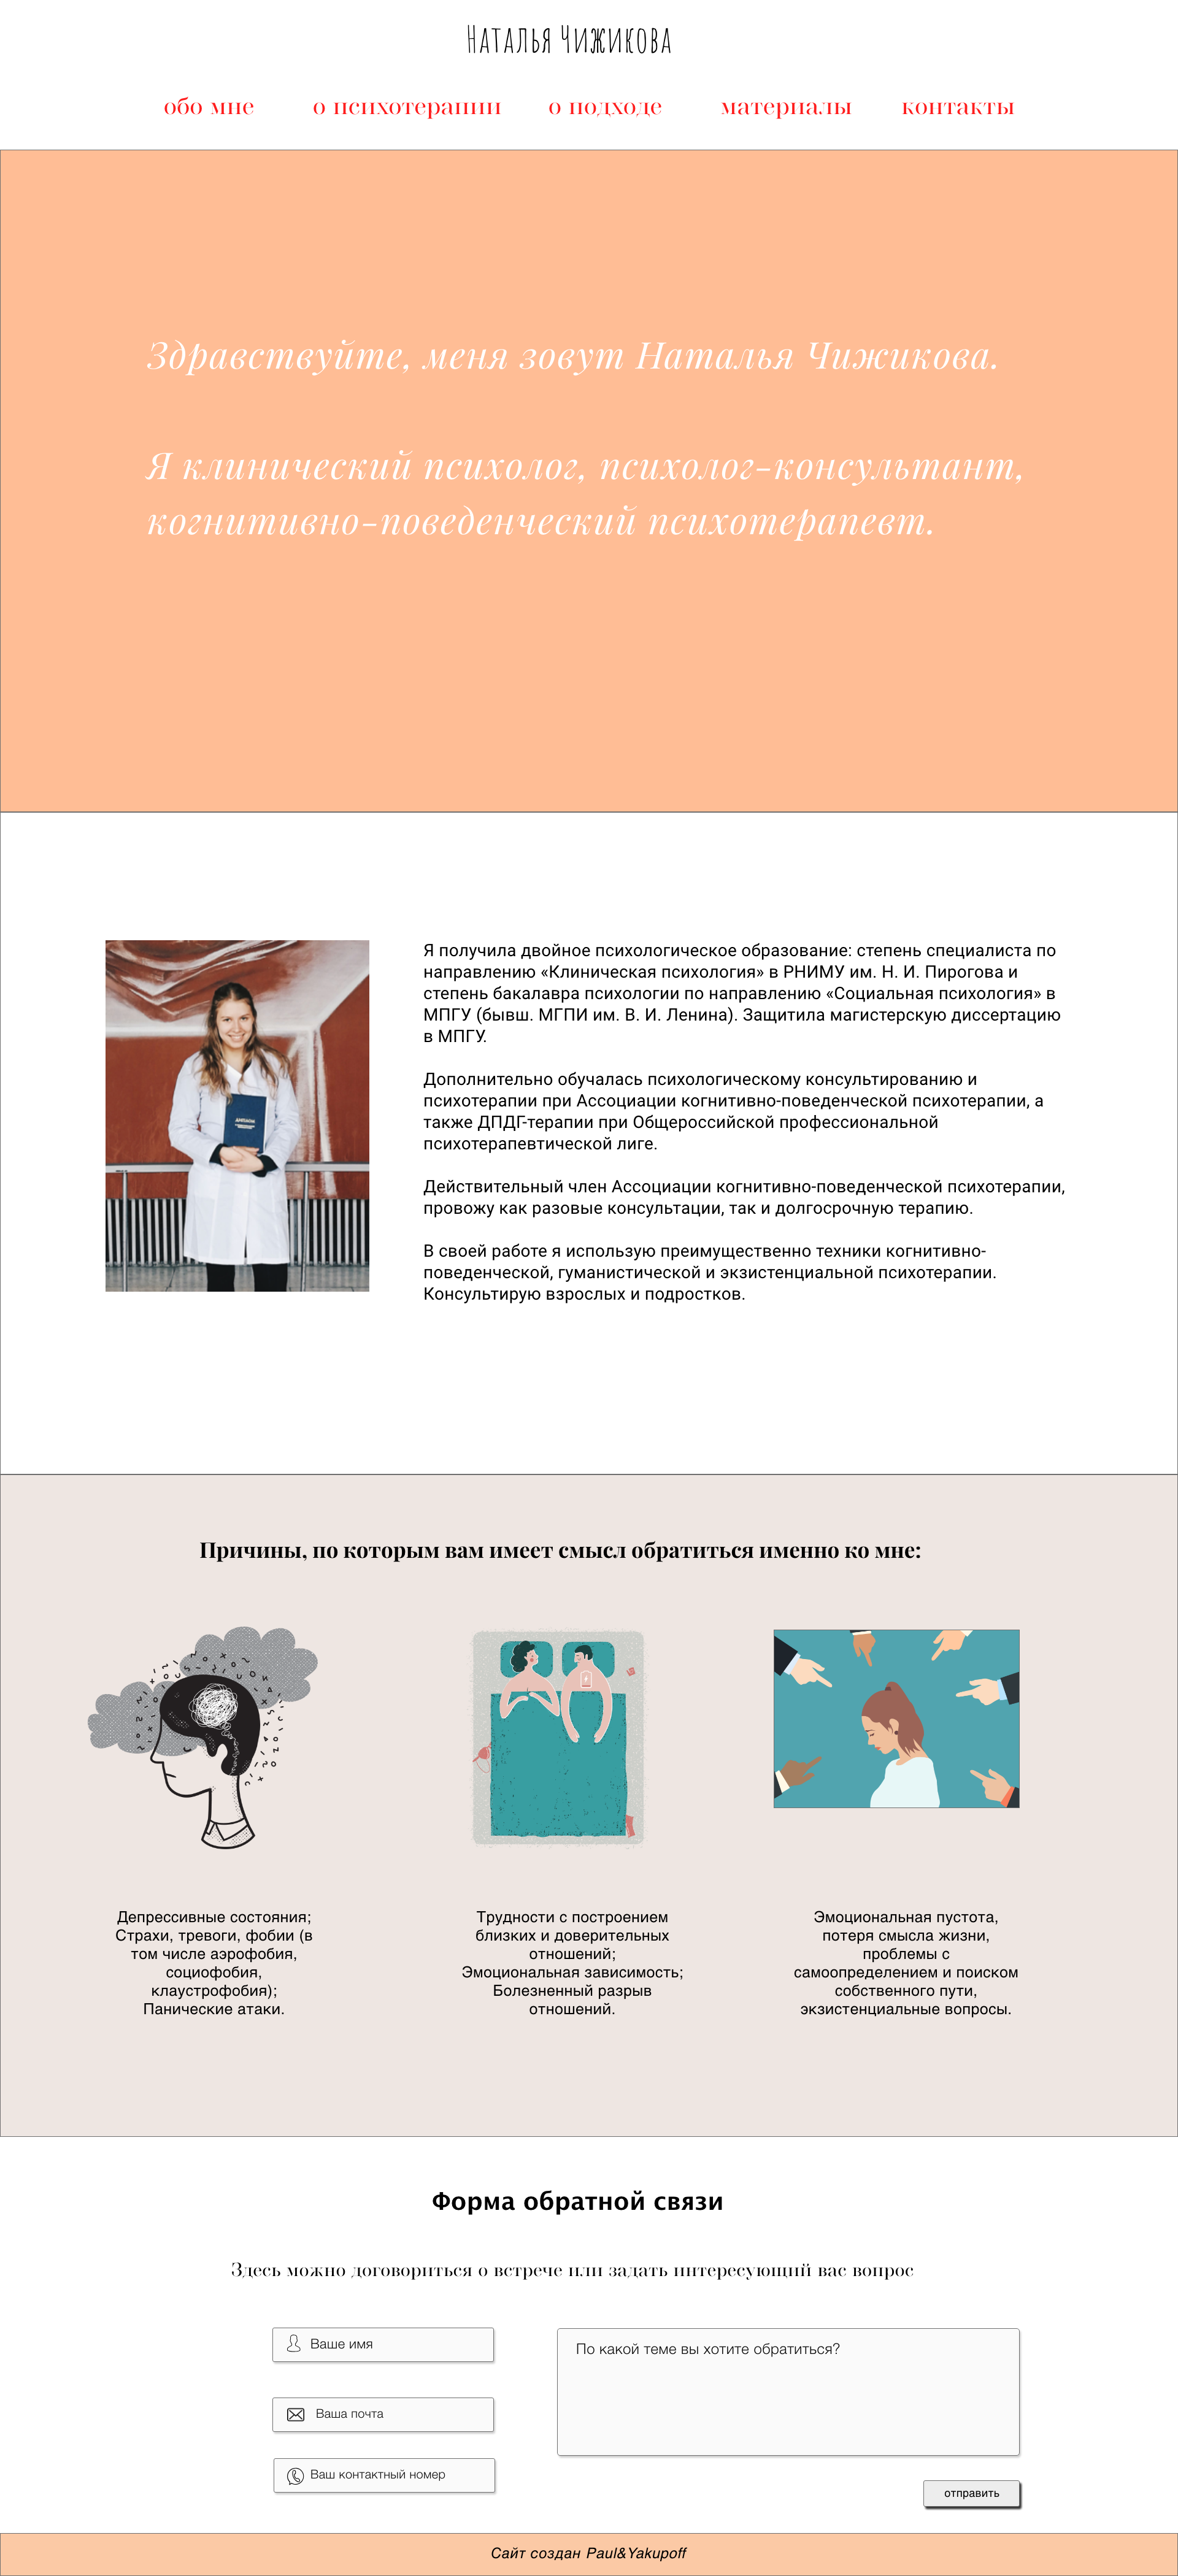 Наталья Чижикова
обо мне о психотерапии о подходе материалы контакты
Здравствуйте, меня зовут Наталья Чижикова.
Я клинический психолог, психолог-консультант,
когнитивно-поведенческий психотерапевт.
Я получила двойное психологическое образование: степень специалиста по
направлению «Клиническая психология» в РНИМУ им. Н. И. Пирогова и
степень бакалавра психологии по направлению «Социальная психология» в
МПГУ (бывш. МГПИ им. В. И. Ленина). Защитила магистерскую диссертацию
в МПГУ.
Дополнительно обучалась психологическому консультированию и
психотерапии при Ассоциации когнитивно-поведенческой психотерапии, а
также ДПДГ-терапии при Общероссийской профессиональной
психотерапевтической лиге.
Действительный член Ассоциации когнитивно-поведенческой психотерапии,
провожу как разовые консультации, так и долгосрочную терапию.
В своей работе я использую преимущественно техники когнитивно-
поведенческой, гуманистической и экзистенциальной психотерапии.
Консультирую взрослых и подростков.
Причины, по которым вам имеет смысл обратиться именно ко мне:
Депрессивные состояния;
Страхи, тревоги, фобии (в
том числе аэрофобия,
социофобия,
клаустрофобия);
Панические атаки.
Трудности с построением
близких и доверительных
отношений;
Эмоциональная зависимость;
Болезненный разрыв
отношений.
Эмоциональная пустота,
потеря смысла жизни,
проблемы с
самоопределением и поиском
собственного пути,
экзистенциальные вопросы.
Форма обратной связи
Здесь можно договориться о встрече или задать интересующий вас вопрос
Ваше имя
Ваша почта
Ваш контактный номер
По какой теме вы хотите обратиться?
отправить
Сайт создан Paul&Yakupoff